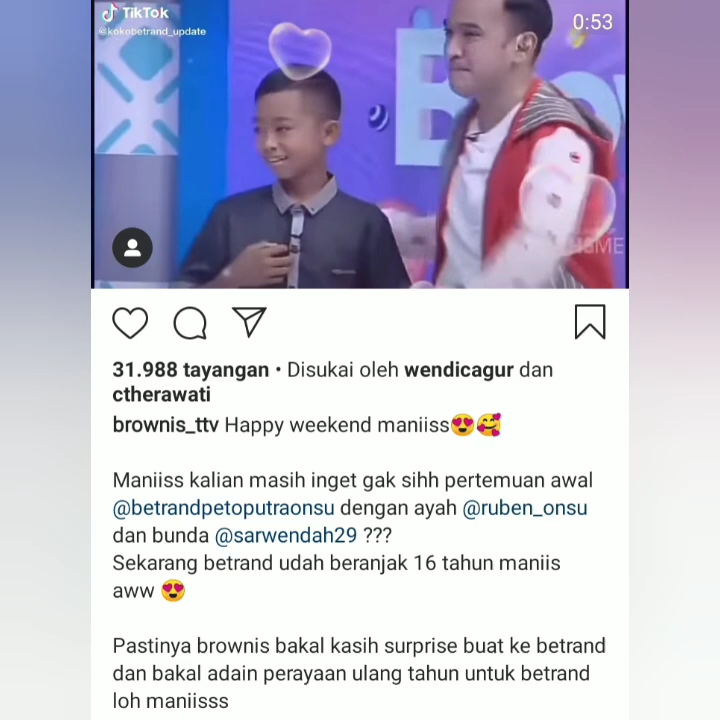 TikTok
@kokobetrand_update
0:53
B
HOME
31.988 tayangan • Disukai oleh wendicagur dan
ctherawati
brownis_ttv Happy weekend maniiss😍🥰
Maniiss kalian masih inget gak sihh pertemuan awal
@betrandpetoputraonsu dengan ayah @ruben_onsu
dan bunda @sarwendah29 ???
Sekarang betrand udah beranjak 16 tahun maniis
aww 😍
Pastinya brownis bakal kasih surprise buat ke betrand
dan bakal adain perayaan ulang tahun untuk betrand
loh maniisss